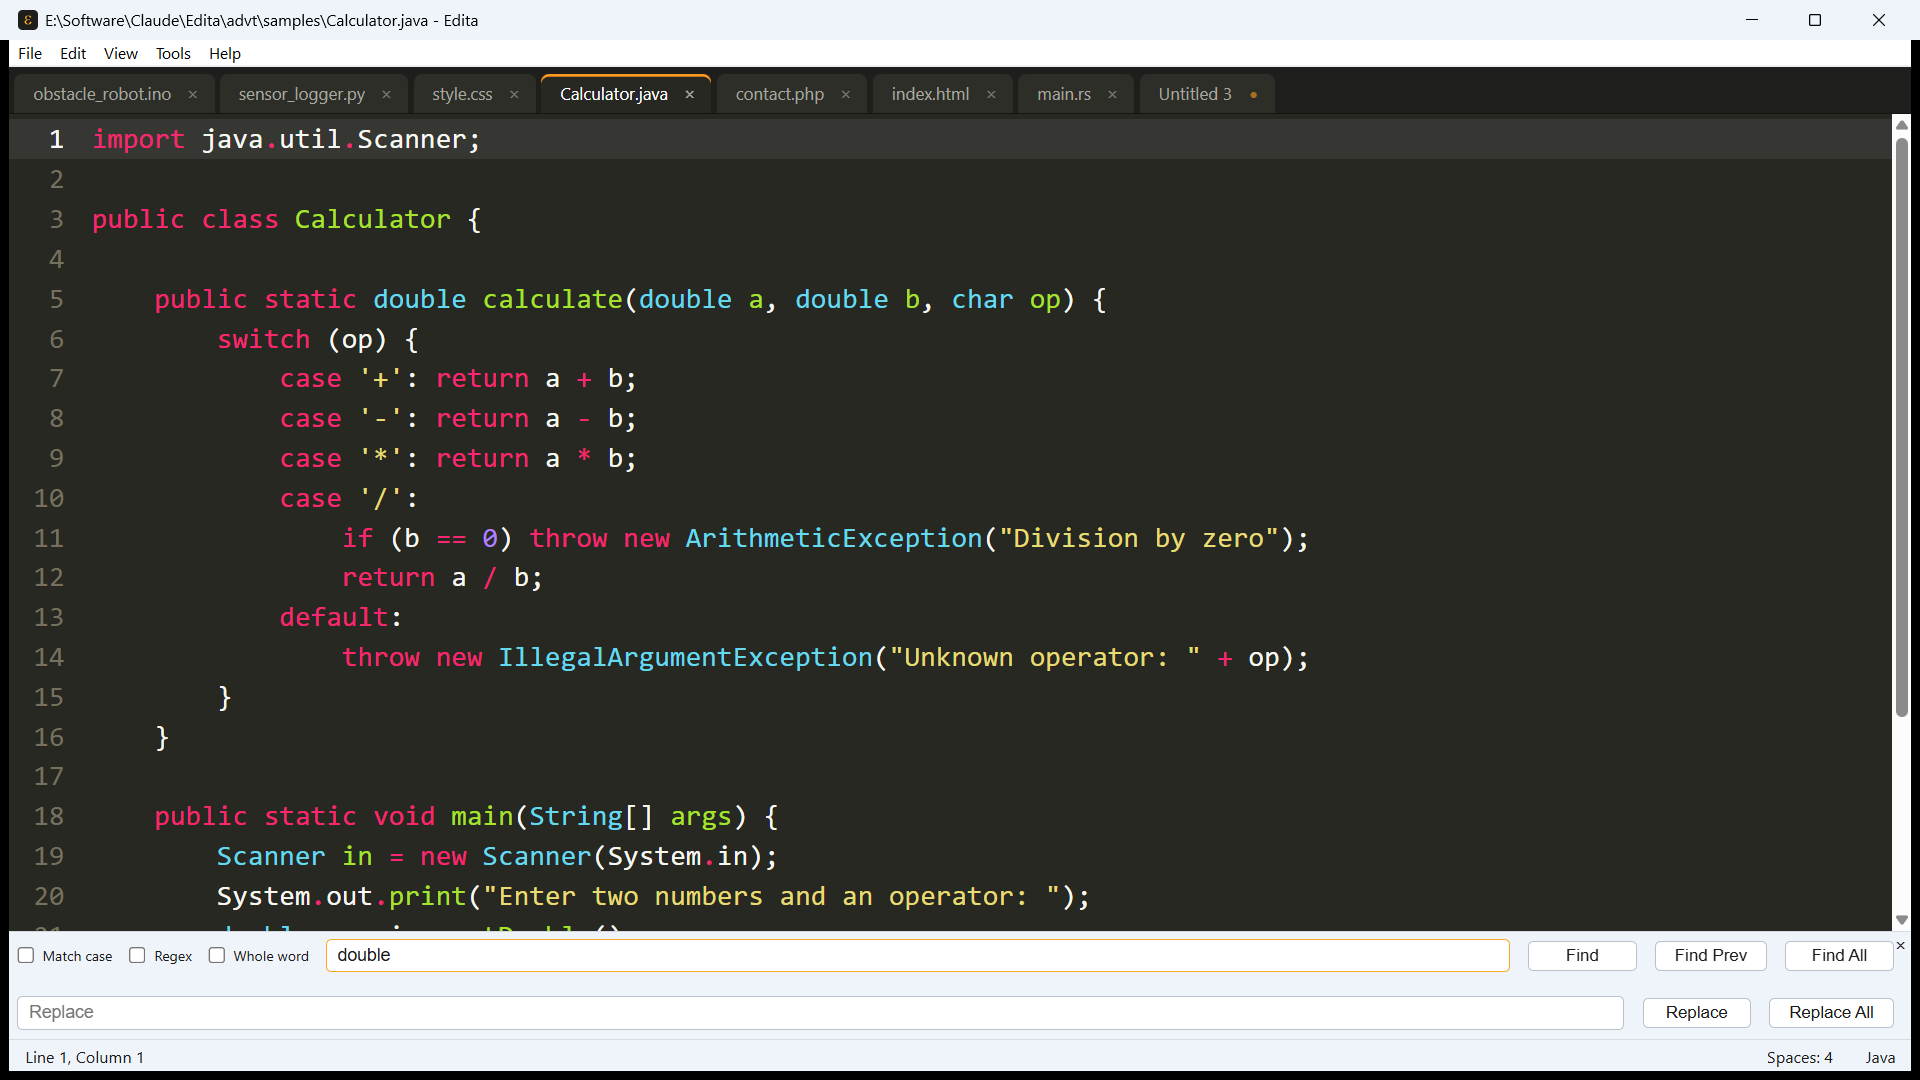 E:\Software\Claude\Edita\advt\samples\Calculator.java - Edita
File Edit View Tools Help
obstacle_robot.ino × sensor_logger.py × style.css × Calculator.java × contact.php × index.html × main.rs × Untitled 3 •
1 import java.util.Scanner;
2
3 public class Calculator {
4
5     public static double calculate(double a, double b, char op) {
6         switch (op) {
7             case '+': return a + b;
8             case '-': return a - b;
9             case '*': return a * b;
10             case '/':
11                 if (b == 0) throw new ArithmeticException("Division by zero");
12                 return a / b;
13             default:
14                 throw new IllegalArgumentException("Unknown operator: " + op);
15         }
16     }
17
18     public static void main(String[] args) {
19         Scanner in = new Scanner(System.in);
20         System.out.print("Enter two numbers and an operator: ");
Match case Regex Whole word double Find Find Prev Find All ×
Replace Replace Replace All
Line 1, Column 1 Spaces: 4 Java